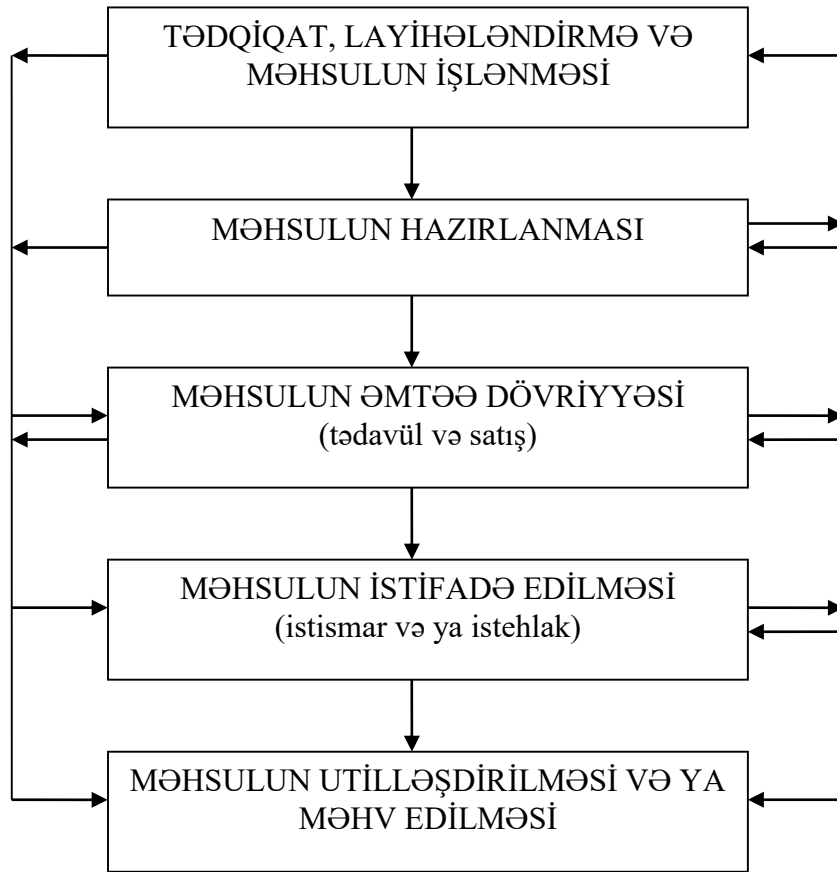 TƏDQİQAT, LAYİHƏLƏNDİRMƏ VƏ
MƏHSULUN İŞLƏNMƏSİ
MƏHSULUN HAZIRLANMASI
MƏHSULUN ƏMTƏƏ DÖVRİYYƏSİ
(tədavül və satış)
MƏHSULUN İSTİFADƏ EDİLMƏSİ
(istismar və ya istehlak)
MƏHSULUN UTİLLƏŞDİRİLMƏSİ VƏ YA
MƏHV EDİLMƏSİ